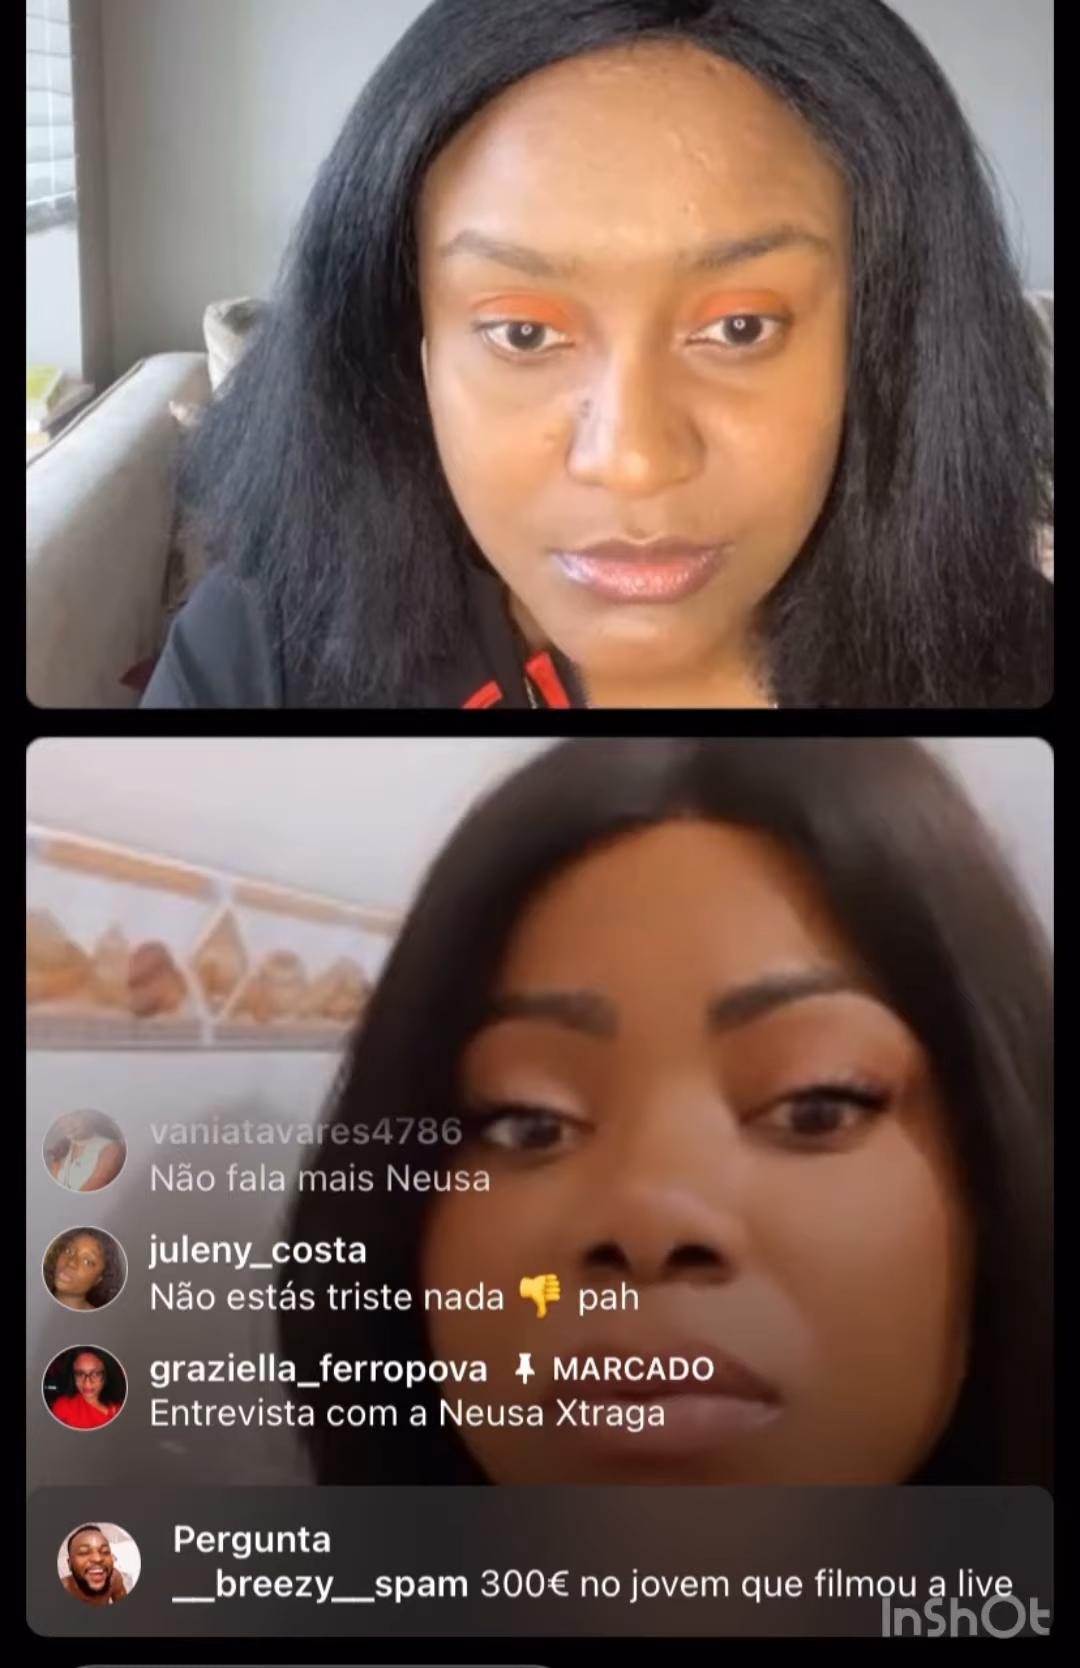 vaniatavares4786
Não fala mais Neusa
juleny_costa
Não estás triste nada 👎 pah
graziella_ferropova 📌 MARCADO
Entrevista com a Neusa Xtraga
Pergunta
__breezy__spam 300€ no jovem que filmou a live
InShOt